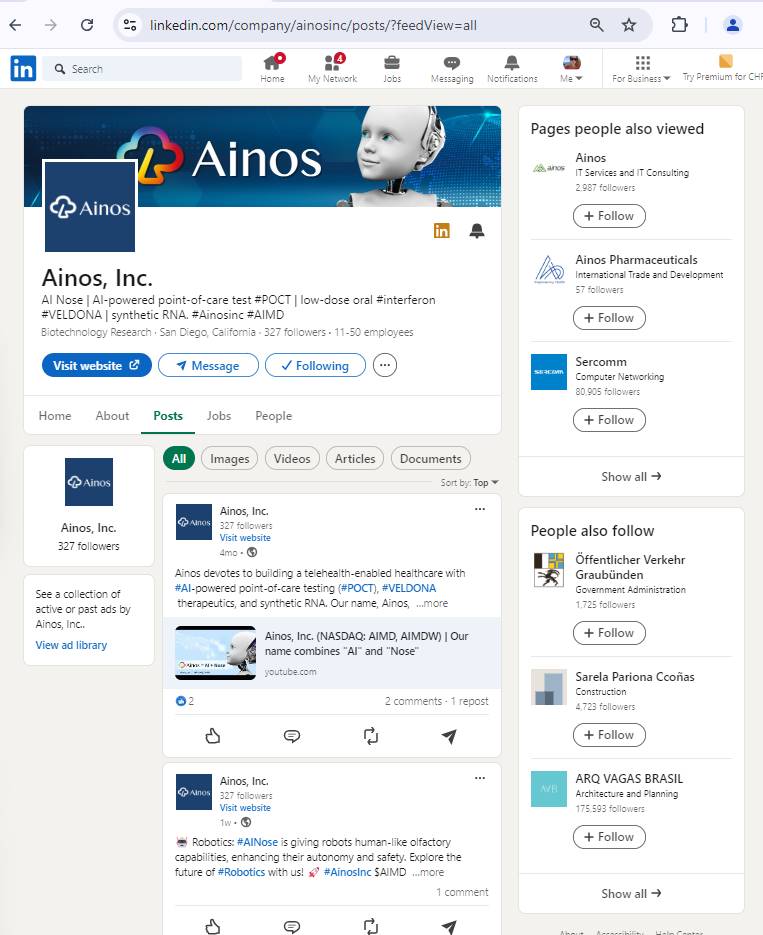 linkedin.com/company/ainosinc/posts/?feedView=all
in
Search
Home
4
My Network
Jobs
Messaging
Notifications
Me
For Business
Try Premium for CHF
Ainos
Ainos
in
Ainos, Inc.
AI Nose | AI-powered point-of-care test #POCT | low-dose oral #interferon
#VELDONA | synthetic RNA. #Ainosinc #AIMD
Biotechnology Research · San Diego, California · 327 followers · 11-50 employees
Visit website
Message
Following
Home
About
Posts
Jobs
People
Ainos
Ainos, Inc.
327 followers
See a collection of
active or past ads by
Ainos, Inc..
View ad library
All
Images
Videos
Articles
Documents
Sort by: Top
Ainos
Ainos, Inc.
327 followers
Visit website
4mo •
Ainos devotes to building a telehealth-enabled healthcare with
#AI-powered point-of-care testing (#POCT), #VELDONA
therapeutics, and synthetic RNA. Our name, Ainos, ...more
Ainos, Inc. (NASDAQ: AIMD, AIMDW) | Our
name combines "AI" and "Nose"
youtube.com
2
2 comments · 1 repost
Ainos
Ainos, Inc.
327 followers
Visit website
1w •
Robotics: #AINose is giving robots human-like olfactory
capabilities, enhancing their autonomy and safety. Explore the
future of #Robotics with us! 🚀 #AinosInc $AIMD ...more
1 comment
Pages people also viewed
ainos
Ainos
IT Services and IT Consulting
2,987 followers
+ Follow
Ainos Pharmaceuticals
International Trade and Development
57 followers
+ Follow
SERCOMM
Sercomm
Computer Networking
80,905 followers
+ Follow
Show all →
People also follow
Öffentlicher Verkehr
Graubünden
Government Administration
1,725 followers
+ Follow
Sarela Pariona Ccoñas
Construction
4,723 followers
+ Follow
AVB
ARQ VAGAS BRASIL
Architecture and Planning
175,593 followers
+ Follow
Show all →
About Accessibility Help Center